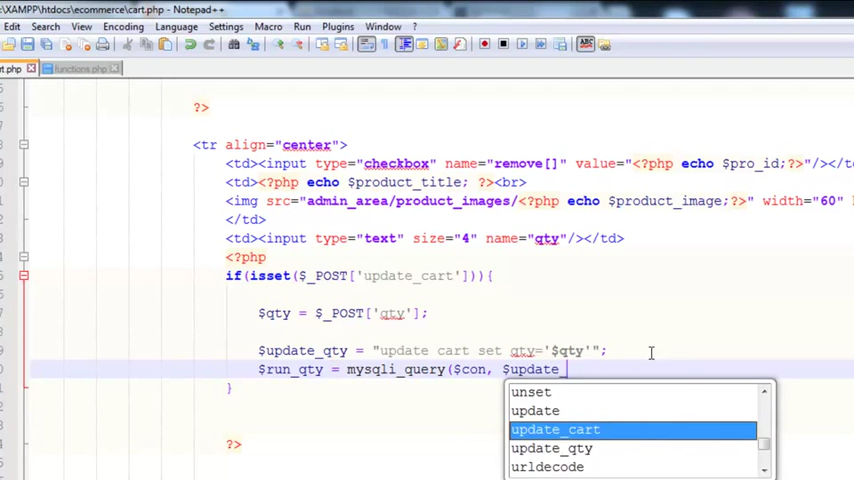 \XAMPP\htdocs\ecommerce\cart.php - Notepad++
Edit Search View Encoding Language Settings Macro Run Plugins Window ?
rt.php functions.php
?>
<tr align="center">
<td><input type="checkbox" name="remove[]" value="<?php echo $pro_id;?>"/></t
<td><?php echo $product_title; ?><br>
<img src="admin_area/product_images/<?php echo $product_image;?>" width="60" h
</td>
<td><input type="text" size="4" name="qty"/></td>
<?php
if(isset($_POST['update_cart'])){
$qty = $_POST['qty'];
$update_qty = "update cart set qty='$qty'";
$run_qty = mysqli_query($con, $update_
}
unset
update
update_cart
update_qty
urldecode
?>